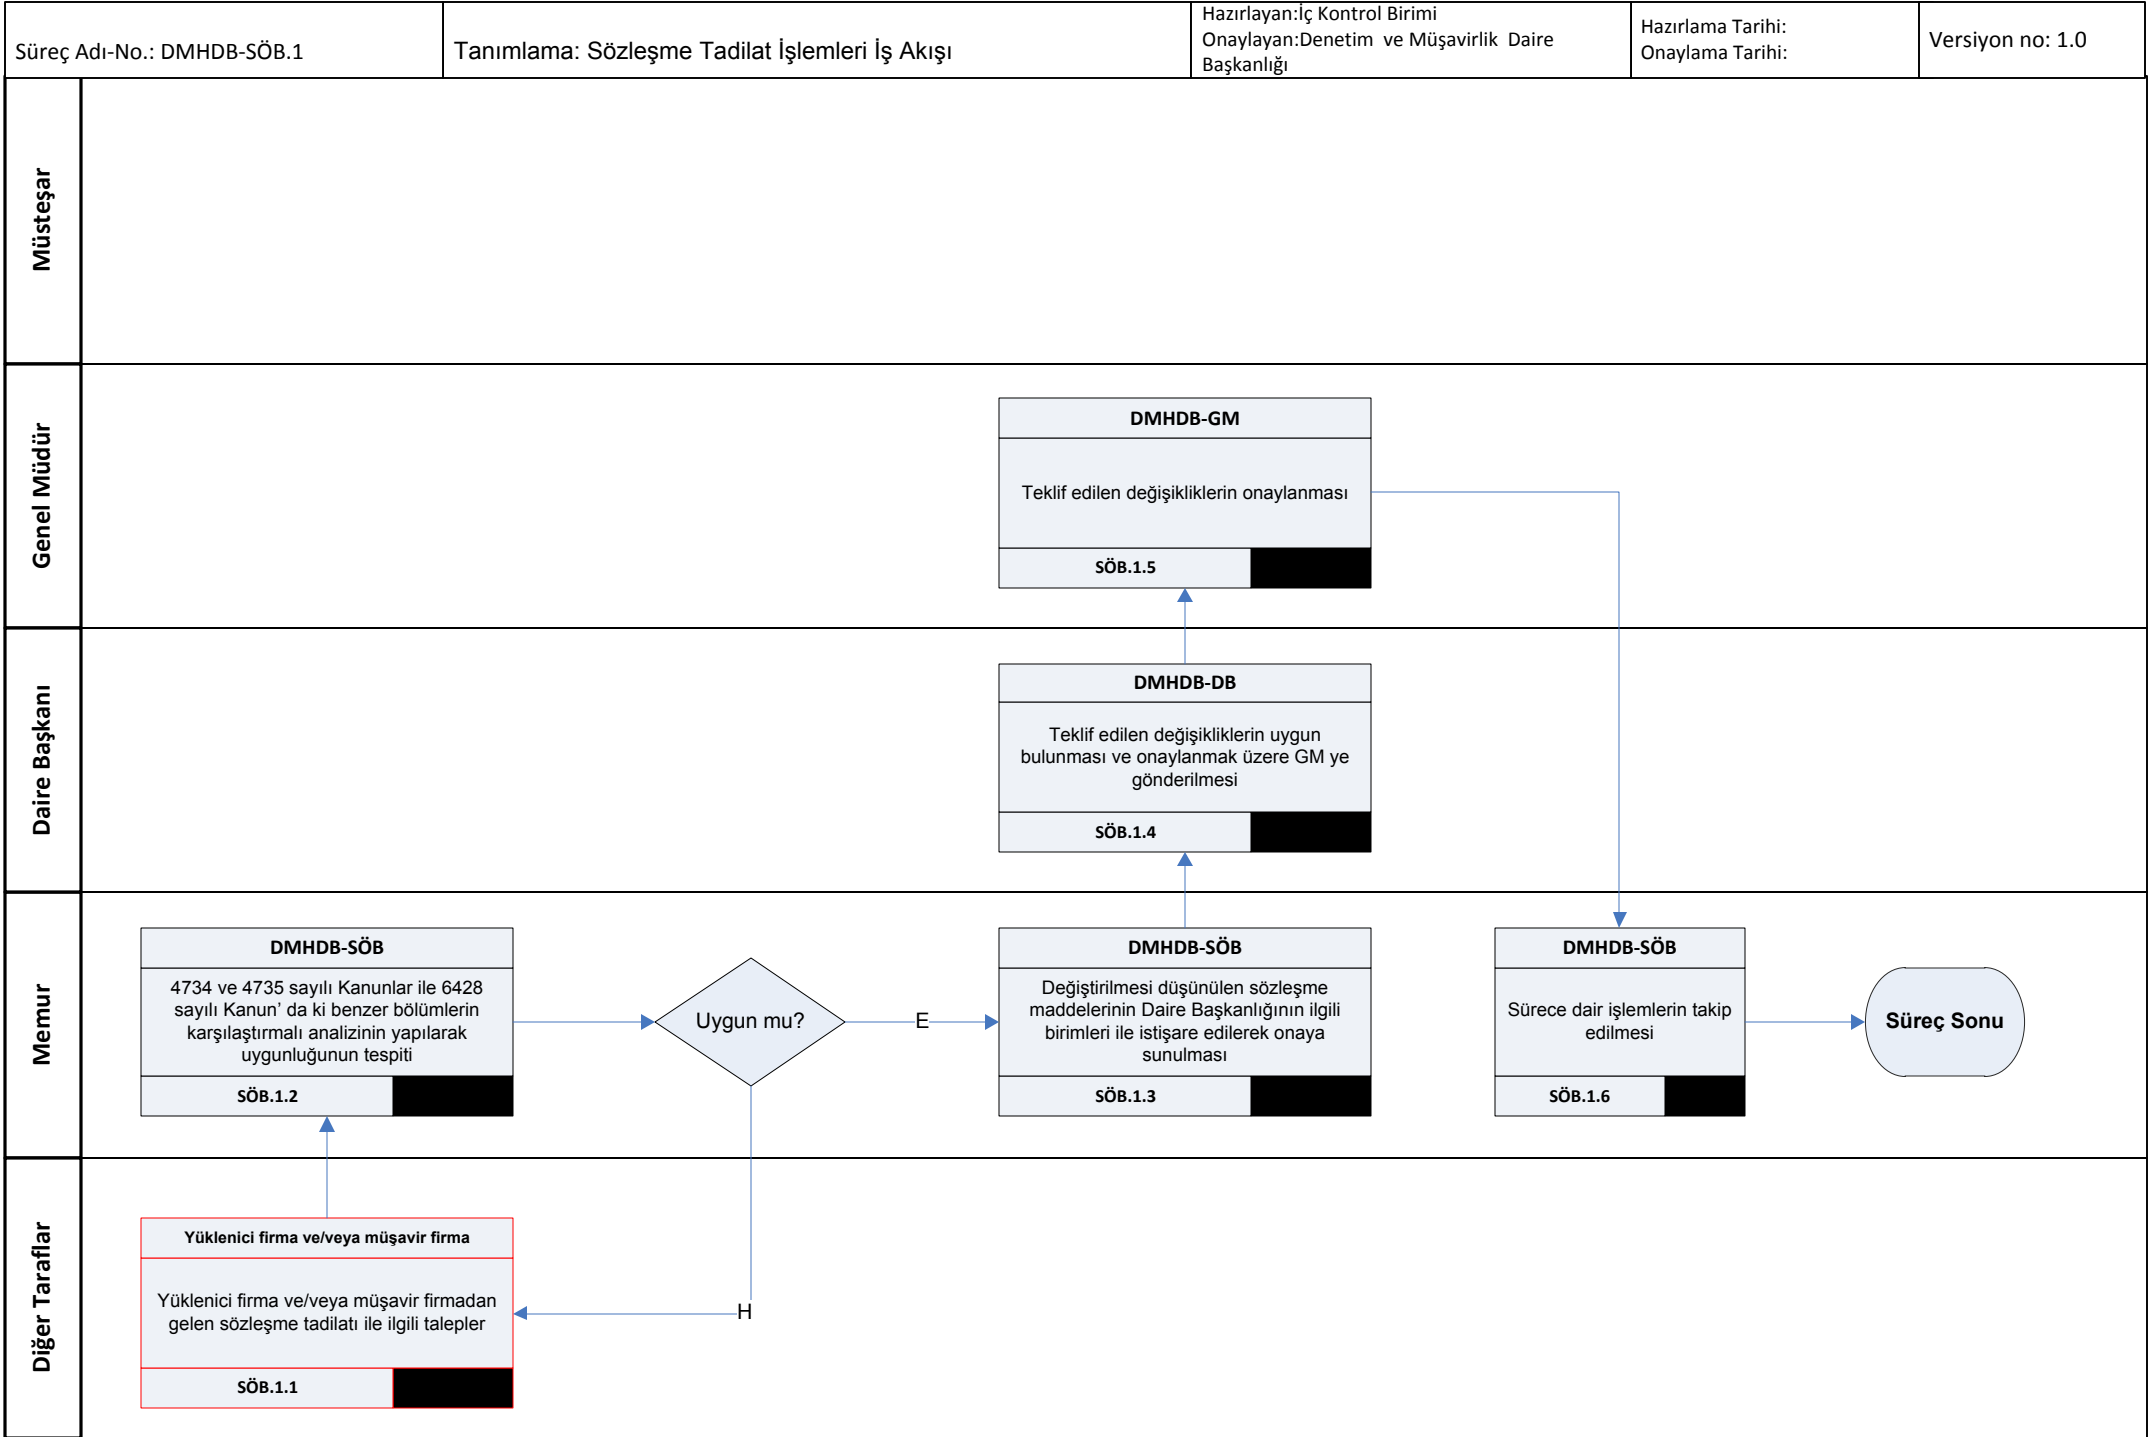 Süreç Adı-No.: DMHDB-SÖB.1
Tanımlama: Sözleşme Tadilat İşlemleri İş Akışı
Hazırlayan:İç Kontrol Birimi
Onaylayan:Denetim ve Müşavirlik Daire
Başkanlığı
Hazırlama Tarihi:
Onaylama Tarihi:
Versiyon no: 1.0
Müsteşar
Genel Müdür
DMHDB-GM
Teklif edilen değişikliklerin onaylanması
SÖB.1.5
Daire Başkanı
DMHDB-DB
Teklif edilen değişikliklerin uygun
bulunması ve onaylanmak üzere GM ye
gönderilmesi
SÖB.1.4
Memur
DMHDB-SÖB
4734 ve 4735 sayılı Kanunlar ile 6428
sayılı Kanun’ da ki benzer bölümlerin
karşılaştırmalı analizinin yapılarak
uygunluğunun tespiti
SÖB.1.2
Uygun mu?
E
DMHDB-SÖB
Değiştirilmesi düşünülen sözleşme
maddelerinin Daire Başkanlığının ilgili
birimleri ile istişare edilerek onaya
sunulması
SÖB.1.3
DMHDB-SÖB
Sürece dair işlemlerin takip
edilmesi
SÖB.1.6
Süreç Sonu
Diğer Taraflar
Yüklenici firma ve/veya müşavir firma
Yüklenici firma ve/veya müşavir firmadan
gelen sözleşme tadilatı ile ilgili talepler
SÖB.1.1
H